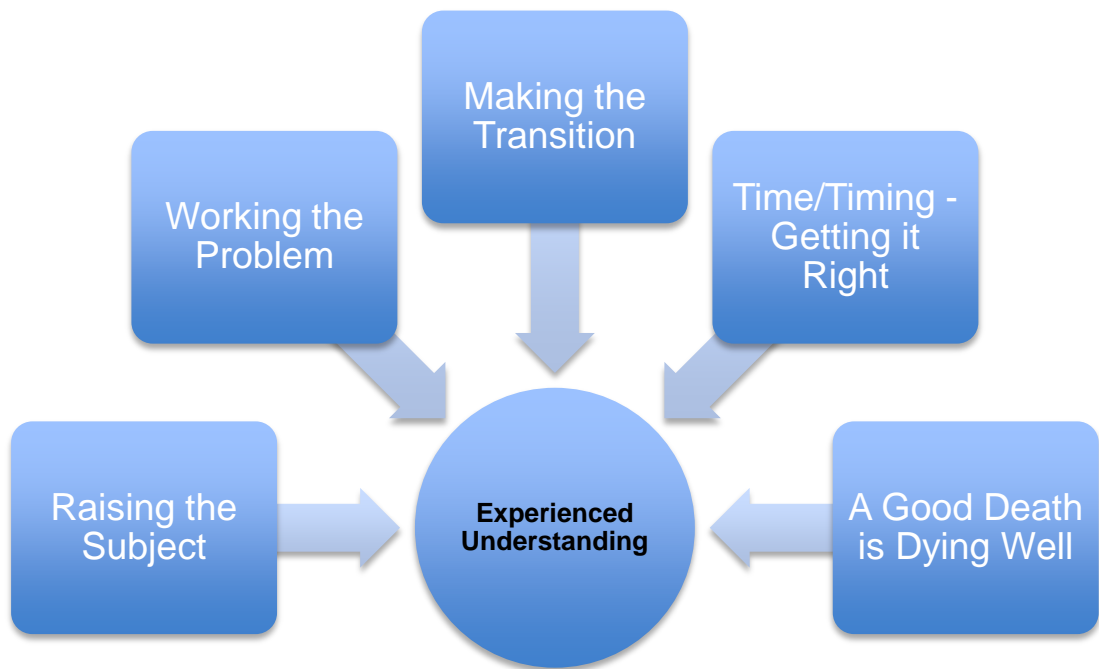 Making the
Transition
Working the
Problem
Time/Timing -
Getting it
Right
Raising the
Subject
Experienced
Understanding
A Good Death
is Dying Well